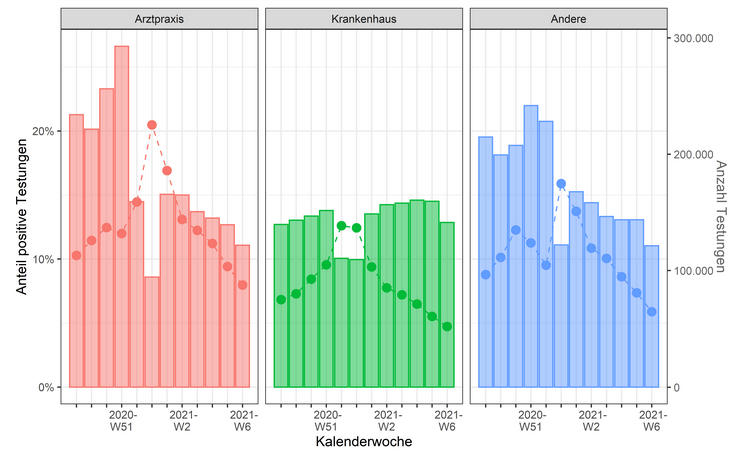 Arztpraxis
Krankenhaus
Andere
Anteil positive Testungen
20%
10%
0%
300.000
200.000
100.000
0
Anzahl Testungen
2020-
W51
2021-
W2
2021-
W6
2020-
W51
2021-
W2
2021-
W6
2020-
W51
2021-
W2
2021-
W6
Kalenderwoche